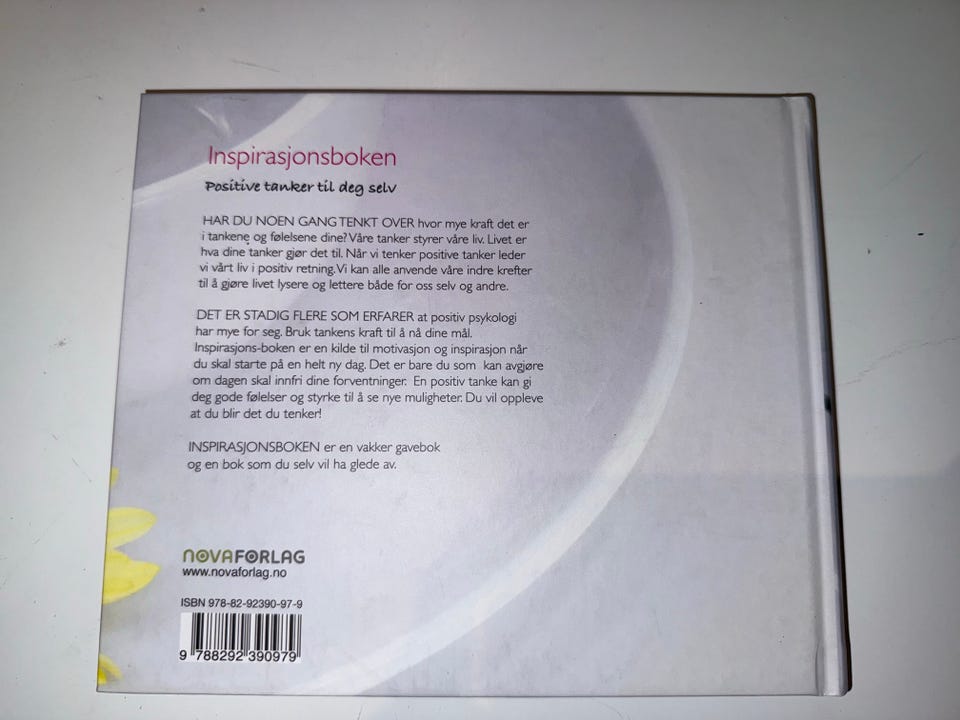 Inspirasjonsboken
Positive tanker til deg selv
HAR DU NOEN GANG TENKT OVER hvor mye kraft det er
i tankene og følelsene dine? Våre tanker styrer våre liv. Livet er
hva dine tanker gjør det til. Når vi tenker positive tanker leder
vi vårt liv i positiv retning. Vi kan alle anvende våre indre krefter
til å gjøre livet lysere og lettere både for oss selv og andre.
DET ER STADIG FLERE SOM ERFARER at positiv psykologi
har mye for seg. Bruk tankens kraft til å nå dine mål.
Inspirasjons-boken er en kilde til motivasjon og inspirasjon når
du skal starte på en helt ny dag. Det er bare du som kan avgjøre
om dagen skal innfri dine forventninger. En positiv tanke kan gi
deg gode følelser og styrke til å se nye muligheter. Du vil oppleve
at du blir det du tenker!
INSPIRASJONSBOKEN er en vakker gavebok
og en bok som du selv vil ha glede av.
NOVAFORLAG
www.novaforlag.no
ISBN 978-82-92390-97-9
9 788292 390979